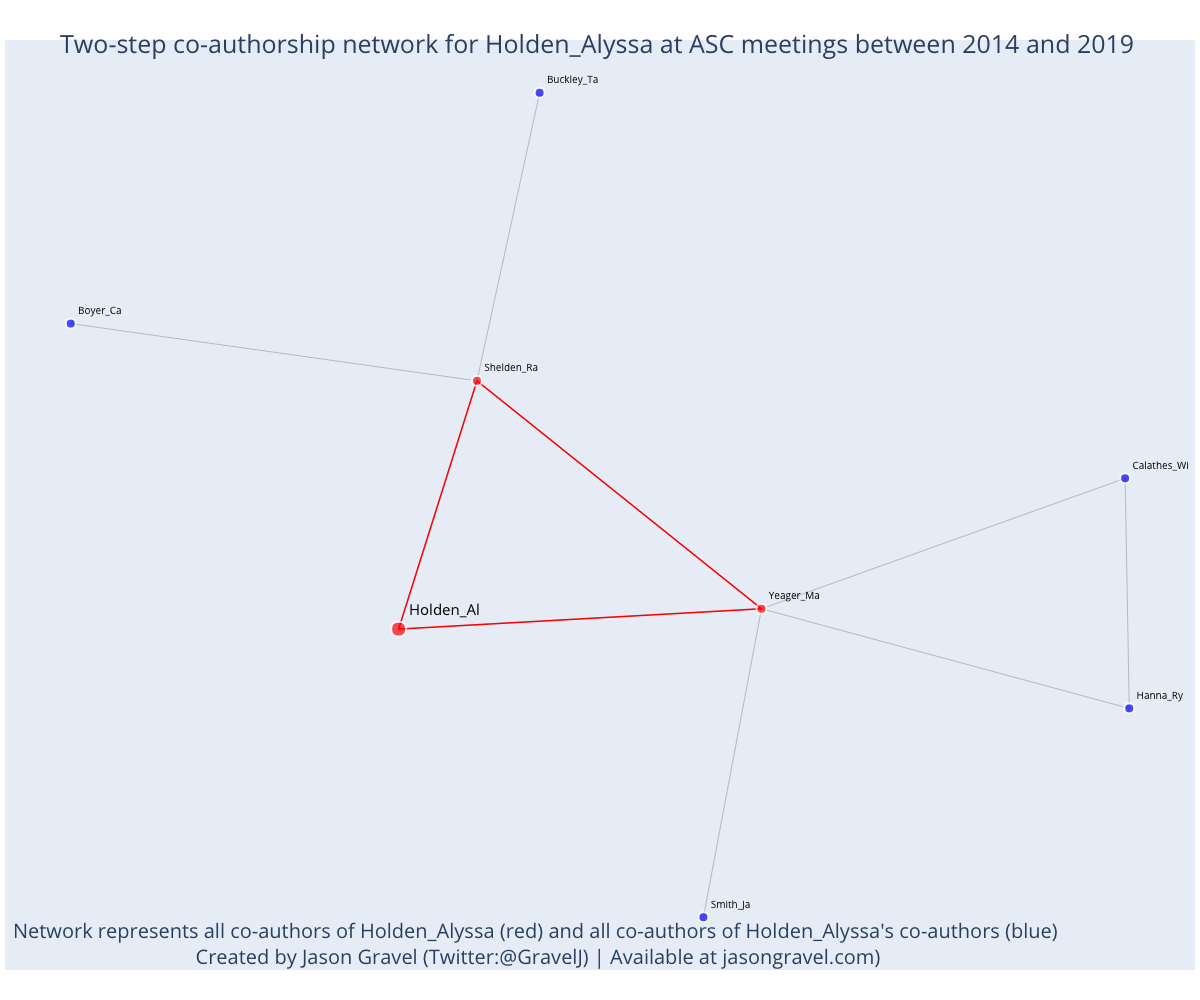 Two-step co-authorship network for Holden_Alyssa at ASC meetings between 2014 and 2019
Buckley_Ta
Boyer_Ca
Shelden_Ra
Calathes_Wi
Yeager_Ma
Holden_Al
Hanna_Ry
Smith_Ja
Network represents all co-authors of Holden_Alyssa (red) and all co-authors of Holden_Alyssa's co-authors (blue)
Created by Jason Gravel (Twitter:@GravelJ) | Available at jasongravel.com)